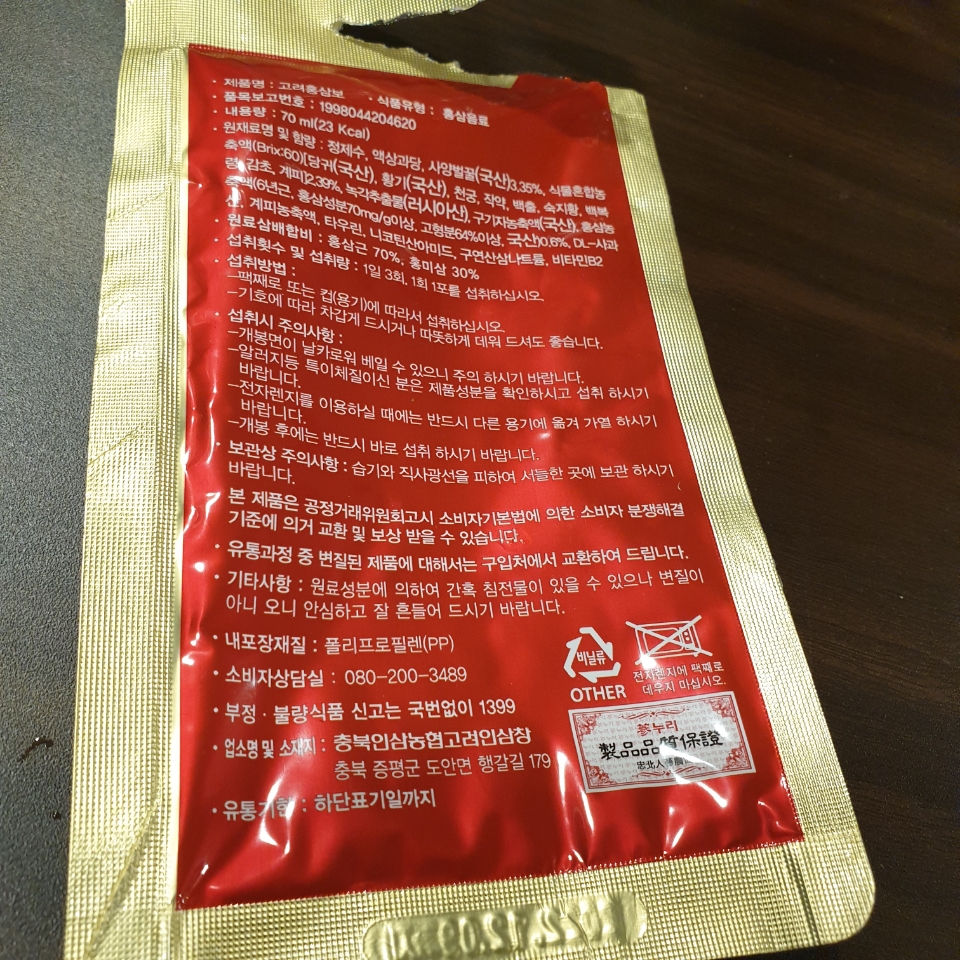 · 제품명 : 고려홍삼보 · 식품유형 : 홍삼음료
· 품목보고번호 : 1998044204620
· 내용량 : 70 ml(23 Kcal)
· 원재료명 및 함량 : 정제수, 액상과당, 사양벌꿀(국산)3.35%, 식물혼합농
축액(Brix:60)[당귀(국산), 황기(국산), 천궁, 작약, 백출, 숙지황, 백복
령, 감초, 계피]2.39%, 녹각추출물(러시아산), 구기자농축액(국산), 홍삼농
축액(6년근, 홍삼성분70mg/g이상, 고형분64%이상, 국산)0.6%, DL-사과
산, 계피농축액, 타우린, 니코틴산아미드, 구연산삼나트륨, 비타민B2
· 원료삼배합비 : 홍삼근 70%, 홍미삼 30%
· 섭취횟수 및 섭취량 : 1일 3회, 1회 1포를 섭취하십시오
· 섭취방법 :
-팩째로 또는 컵(용기)에 따라서 섭취하십시오.
-기호에 따라 차갑게 드시거나 따뜻하게 데워 드셔도 좋습니다.
· 섭취시 주의사항 :
-개봉면이 날카로워 베일 수 있으니 주의 하시기 바랍니다.
-알러지등 특이체질이신 분은 제품성분을 확인하시고 섭취 하시기
바랍니다.
-전자렌지를 이용하실 때에는 반드시 다른 용기에 옮겨 가열 하시기
바랍니다.
-개봉 후에는 반드시 바로 섭취 하시기 바랍니다.
· 보관상 주의사항 : 습기와 직사광선을 피하여 서늘한 곳에 보관 하시기
바랍니다.
· 본 제품은 공정거래위원회고시 소비자기본법에 의한 소비자 분쟁해결
기준에 의거 교환 및 보상 받을 수 있습니다.
· 유통과정 중 변질된 제품에 대해서는 구입처에서 교환하여 드립니다.
· 기타사항 : 원료성분에 의하여 간혹 침전물이 있을 수 있으나 변질이
아니 오니 안심하고 잘 흔들어 드시기 바랍니다.
· 내포장재질 : 폴리프로필렌(PP)
· 소비자상담실 : 080-200-3489
· 부정 · 불량식품 신고는 국번없이 1399
· 업소명 및 소재지 : 충북인삼농협고려인삼창
충북 증평군 도안면 행갈길 179
· 유통기한 : 하단표기일까지
비닐류
OTHER
전자렌지에 팩째로
데우지 마십시오.
蔘누리
製品品質保證